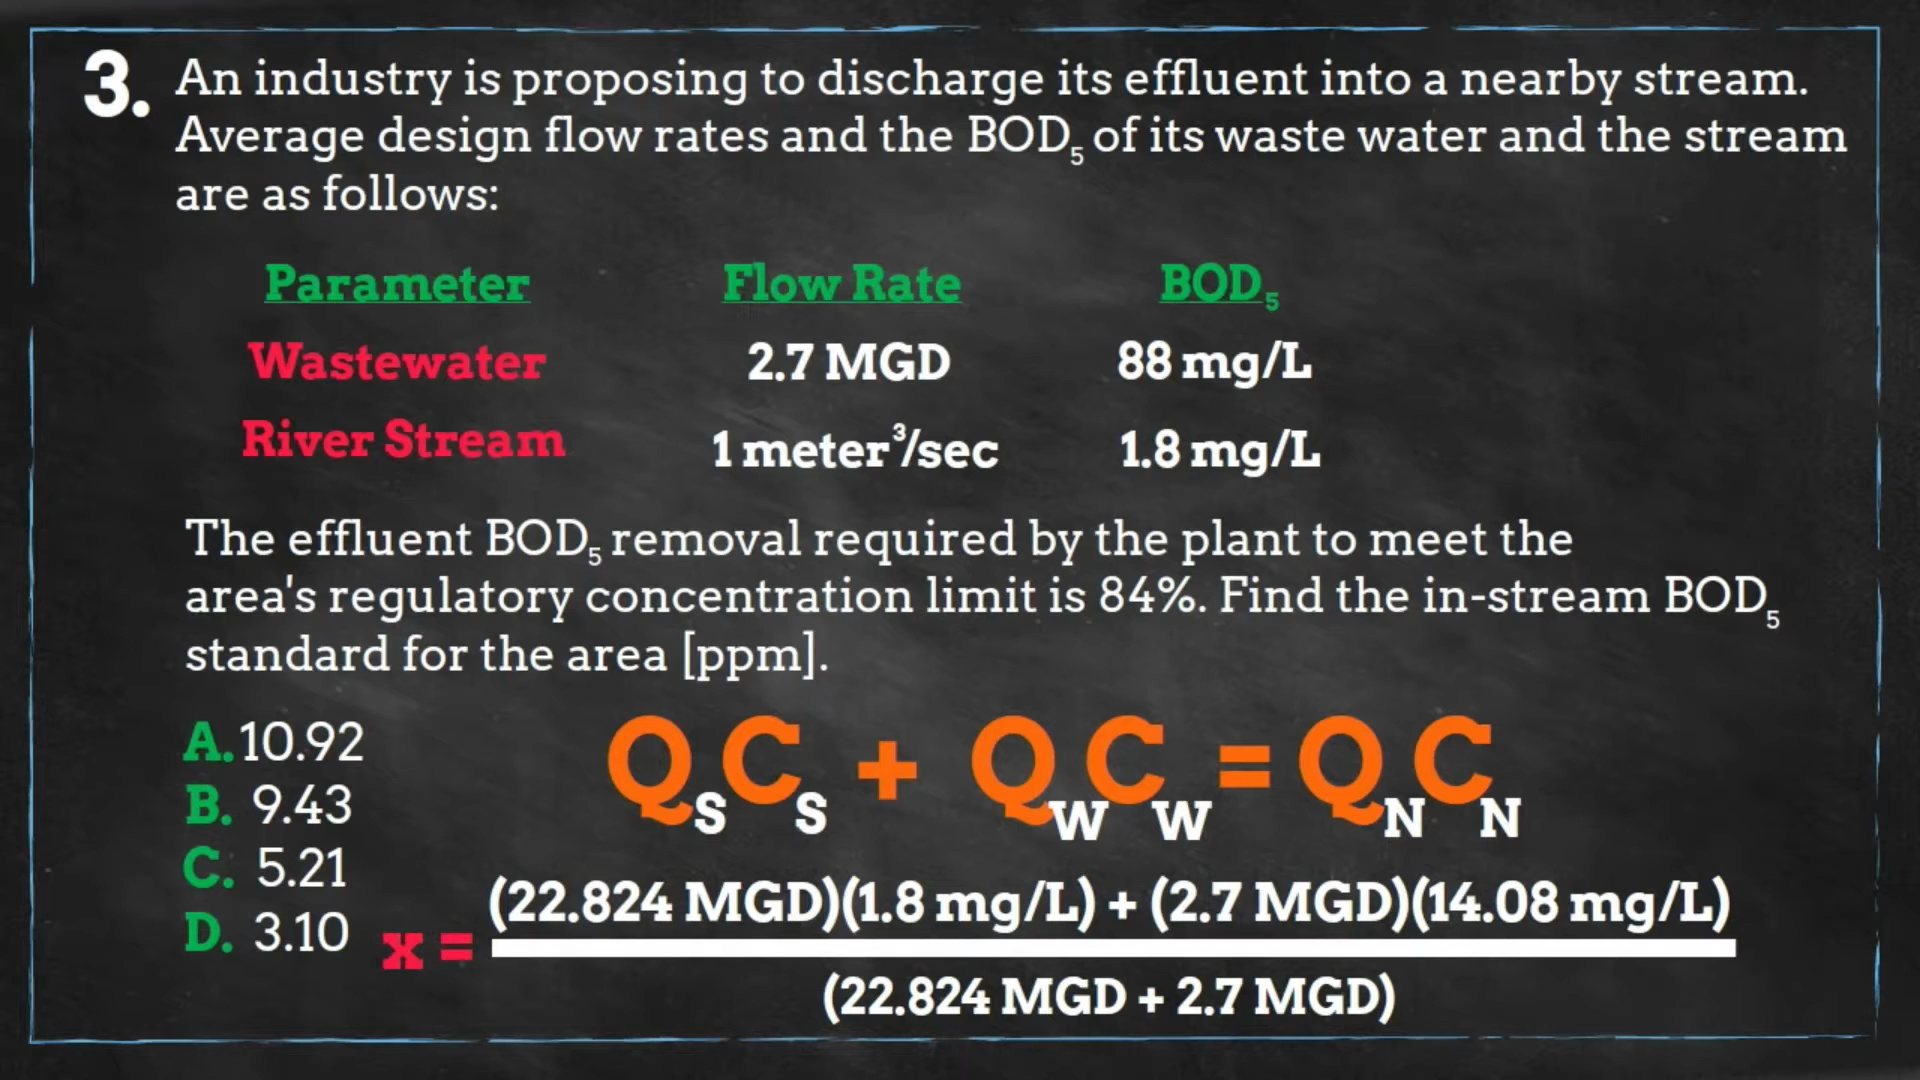 3. An industry is proposing to discharge its effluent into a nearby stream.
Average design flow rates and the BOD₅ of its waste water and the stream
are as follows:
Parameter Flow Rate BOD₅
Wastewater 2.7 MGD 88 mg/L
River Stream 1 meter³/sec 1.8 mg/L
The effluent BOD₅ removal required by the plant to meet the
area's regulatory concentration limit is 84%. Find the in-stream BOD₅
standard for the area [ppm].
A. 10.92
B. 9.43
C. 5.21
D. 3.10
QSCS + QWCW = QNCN
x = (22.824 MGD)(1.8 mg/L) + (2.7 MGD)(14.08 mg/L)
(22.824 MGD + 2.7 MGD)